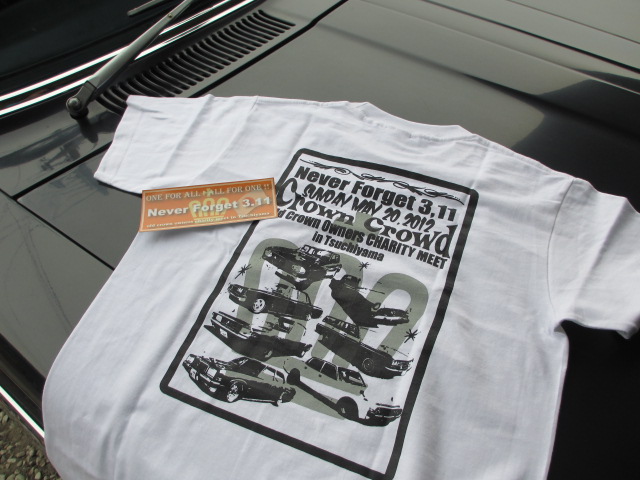 ONE FOR ALL ALL FOR ONE !!
Never Forget 3.11
Never Forget 3.11
SUNDAY MAY 20. 2012
Crown Crowd
Crown Owners CHARITY MEET
in Tsuchiyama